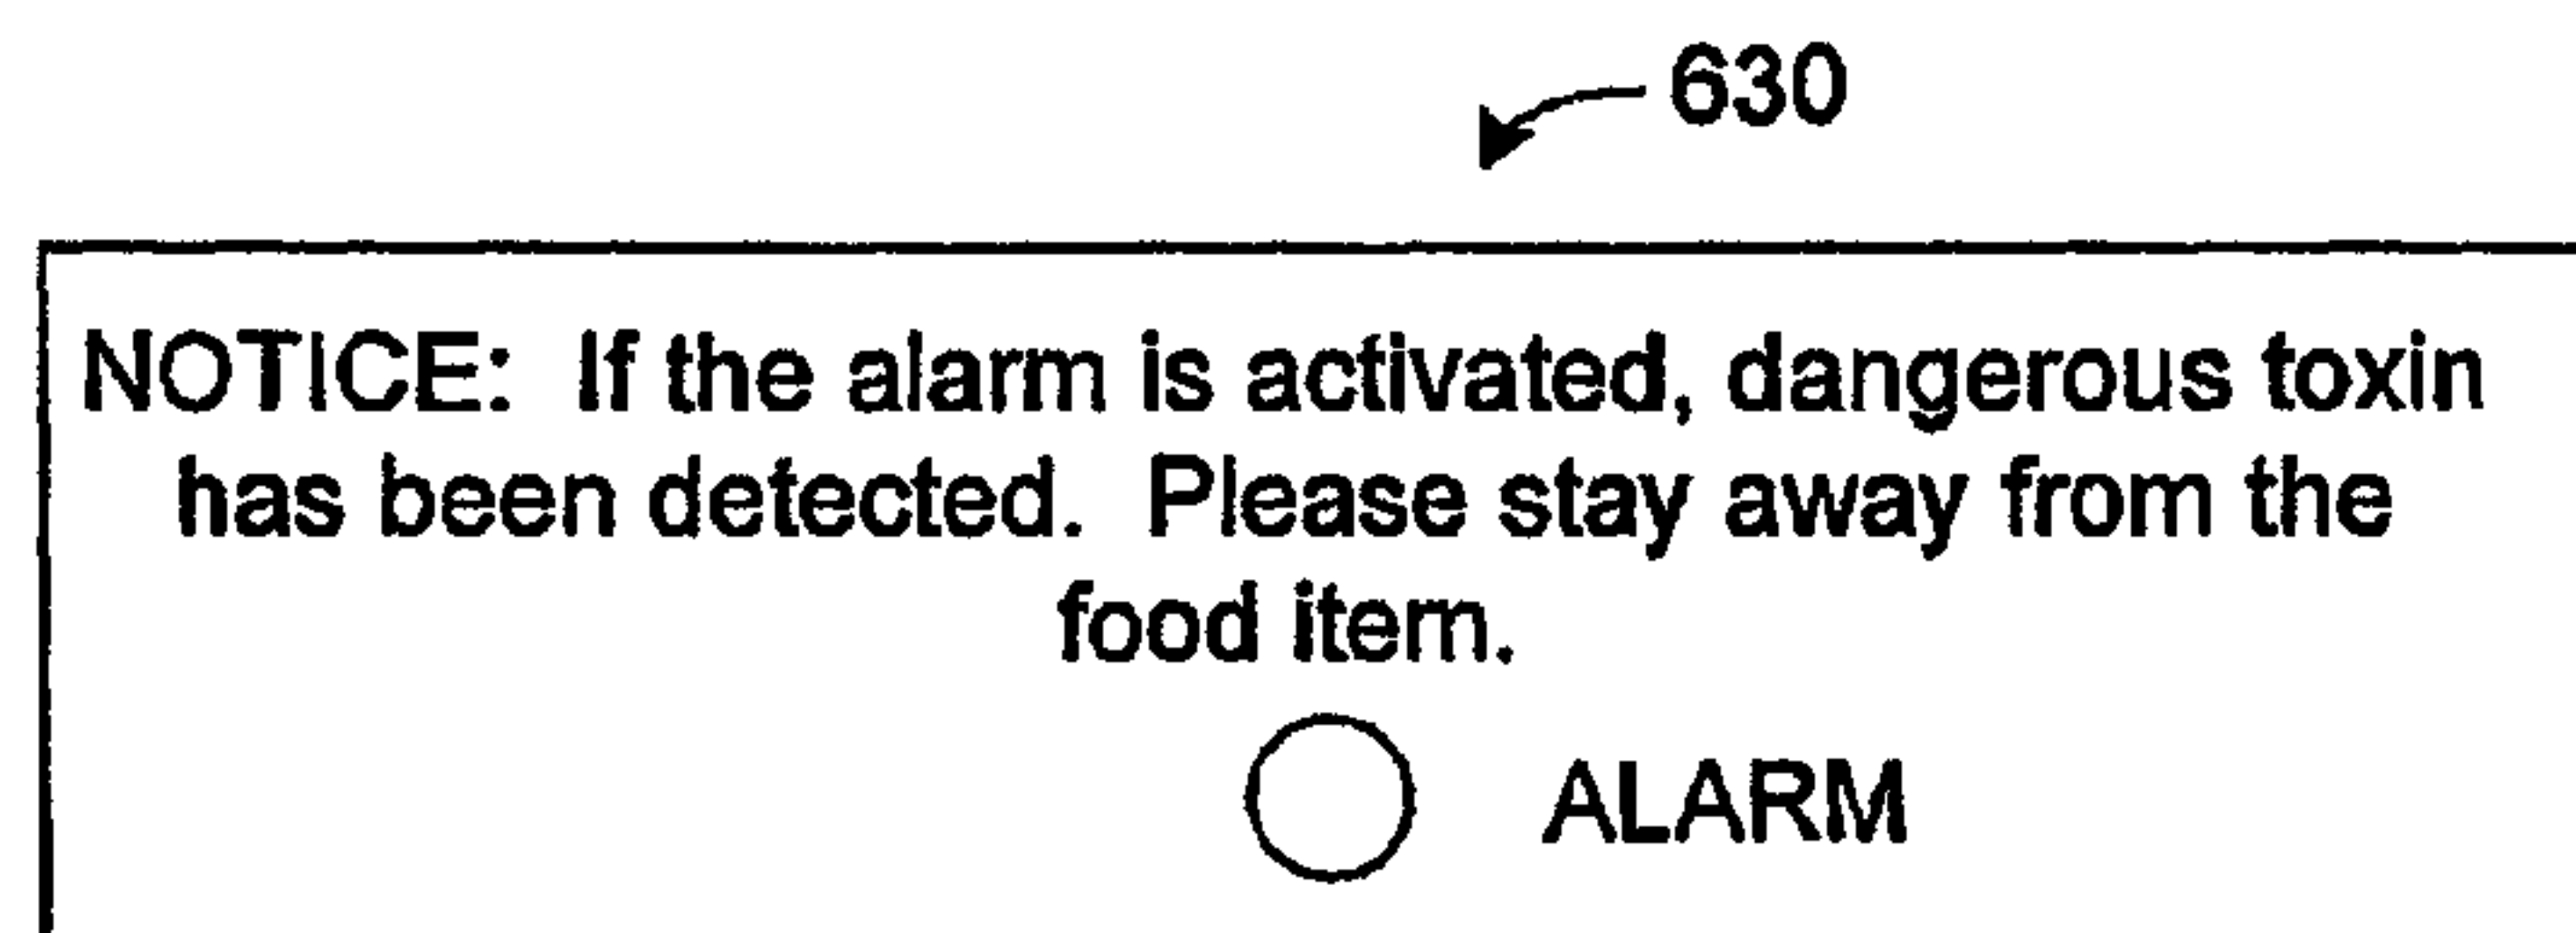 630
NOTICE: If the alarm is activated, dangerous toxin
has been detected. Please stay away from the
food item.
ALARM